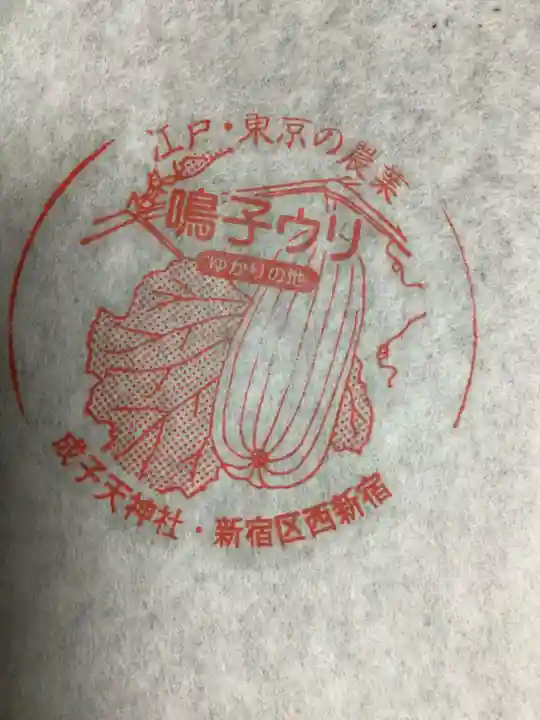 江戸・東京の農業
鳴子ウリ
ゆかりの地
成子天神社・新宿区西新宿